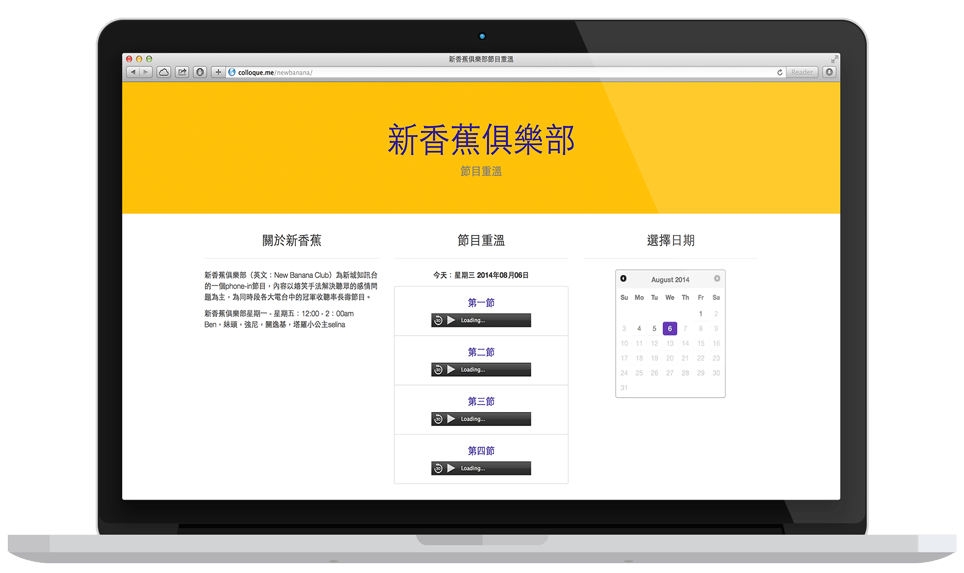 新香蕉俱樂部節目重溫
colloque.me/newbanana/
Reader
新香蕉俱樂部
節目重溫
關於新香蕉
新香蕉俱樂部（英文：New Banana Club）為新城知訊台
的一個phone-in節目，內容以嬉笑手法解決聽眾的感情問
題為主，為同時段各大電台中的冠軍收聽率長壽節目。
新香蕉俱樂部星期一 - 星期五：12:00 - 2：00am
Ben，妹頭，強尼，關逸基，塔羅小公主selina
節目重溫
今天：星期三 2014年08月06日
第一節
30 Loading...
第二節
30 Loading...
第三節
30 Loading...
第四節
30 Loading...
選擇日期
August 2014
Su Mo Tu We Th Fr Sa
1 2
3 4 5 6 7 8 9
10 11 12 13 14 15 16
17 18 19 20 21 22 23
24 25 26 27 28 29 30
31